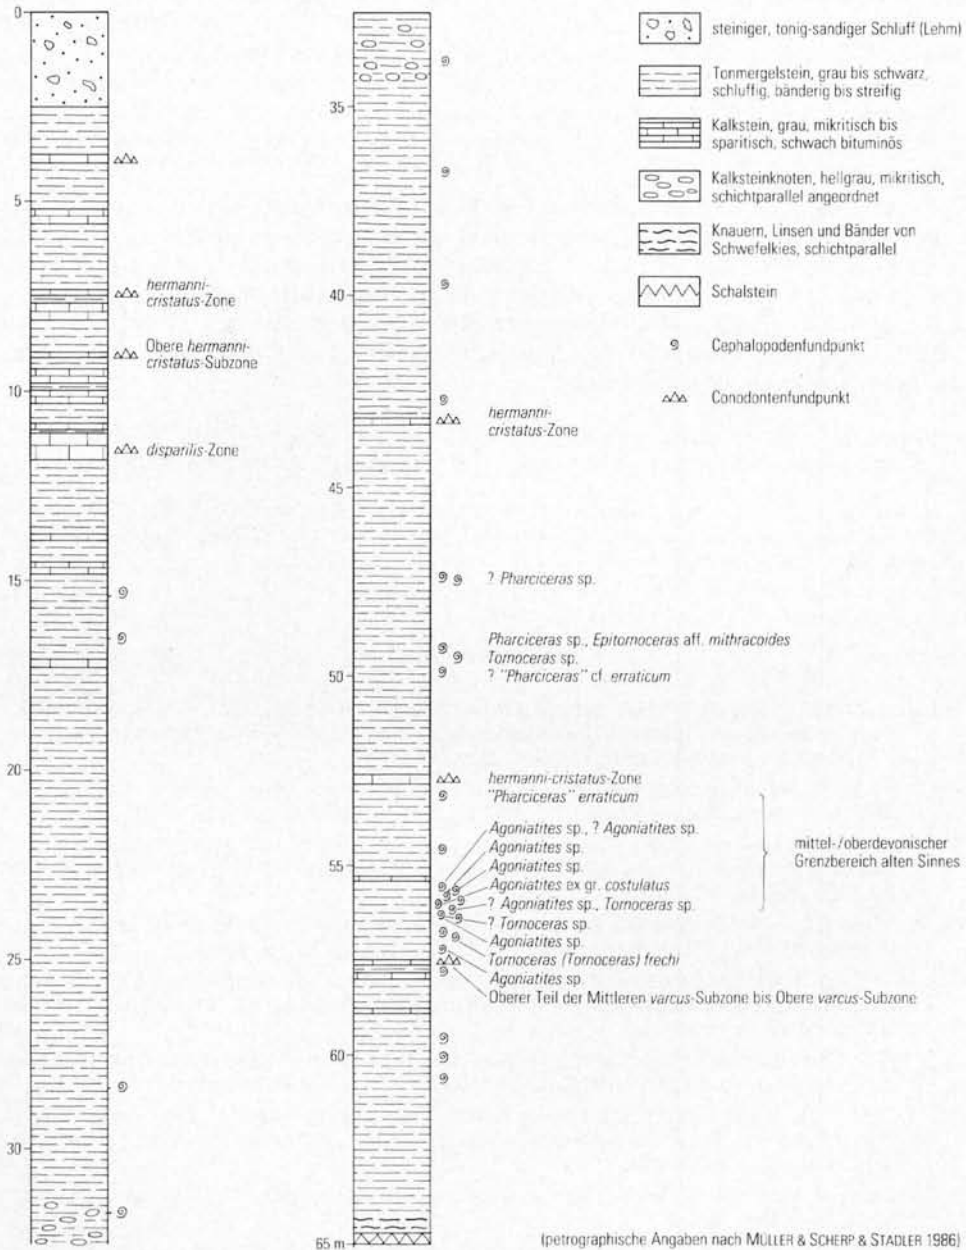 0
5
10
15
20
25
30
hermanni-
cristatus-Zone
Obere hermanni-
cristatus-Subzone
disparilis-Zone
35
40
45
50
55
60
65 m
hermanni-
cristatus-Zone
? Pharciceras sp.
Pharciceras sp., Epitornoceras aff. mithracoides
Tornoceras sp.
? "Pharciceras" cf. erraticum
hermanni-cristatus-Zone
"Pharciceras" erraticum
Agoniatites sp., ? Agoniatites sp.
Agoniatites sp.
Agoniatites sp.
Agoniatites ex gr. costulatus
? Agoniatites sp., Tornoceras sp.
? Tornoceras sp.
Agoniatites sp.
Tornoceras (Tornoceras) frechi
Agoniatites sp.
Oberer Teil der Mittleren varcus-Subzone bis Obere varcus-Subzone
mittel-/oberdevonischer
Grenzbereich alten Sinnes
steiniger, tonig-sandiger Schluff (Lehm)
Tonmergelstein, grau bis schwarz,
schluffig, bänderig bis streifig
Kalkstein, grau, mikritisch bis
sparitisch, schwach bituminös
Kalksteinknoten, hellgrau, mikritisch,
schichtparallel angeordnet
Knauern, Linsen und Bänder von
Schwefelkies, schichtparallel
Schalstein
Cephalopodenfundpunkt
Conodontenfundpunkt
(petrographische Angaben nach MÜLLER & SCHERP & STADLER 1986)